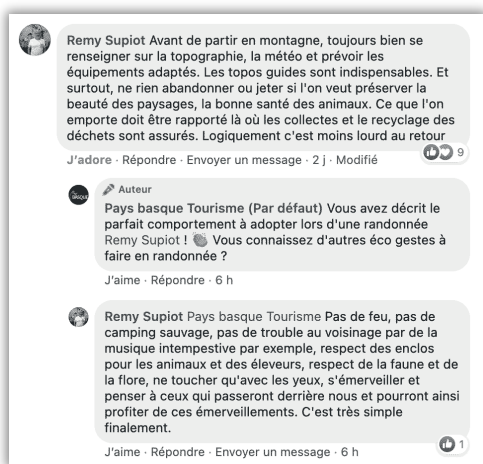 Remy Supiot Avant de partir en montagne, toujours bien se
renseigner sur la topographie, la météo et prévoir les
équipements adaptés. Les topos guides sont indispensables. Et
surtout, ne rien abandonner ou jeter si l'on veut préserver la
beauté des paysages, la bonne santé des animaux. Ce que l'on
emporte doit être rapporté là où les collectes et le recyclage des
déchets sont assurés. Logiquement c'est moins lourd au retour
9
J'adore · Répondre · Envoyer un message · 2 j · Modifié
Auteur
Pays basque Tourisme (Par défaut) Vous avez décrit le
parfait comportement à adopter lors d'une randonnée
Remy Supiot ! 👏 Vous connaissez d'autres éco gestes à
faire en randonnée ?
J'aime · Répondre · 6 h
Remy Supiot Pays basque Tourisme Pas de feu, pas de
camping sauvage, pas de trouble au voisinage par de la
musique intempestive par exemple, respect des enclos
pour les animaux et des éleveurs, respect de la faune et de
la flore, ne toucher qu'avec les yeux, s'émerveiller et
penser à ceux qui passeront derrière nous et pourront ainsi
profiter de ces émerveillements. C'est très simple
finalement.
1
J'aime · Répondre · Envoyer un message · 6 h